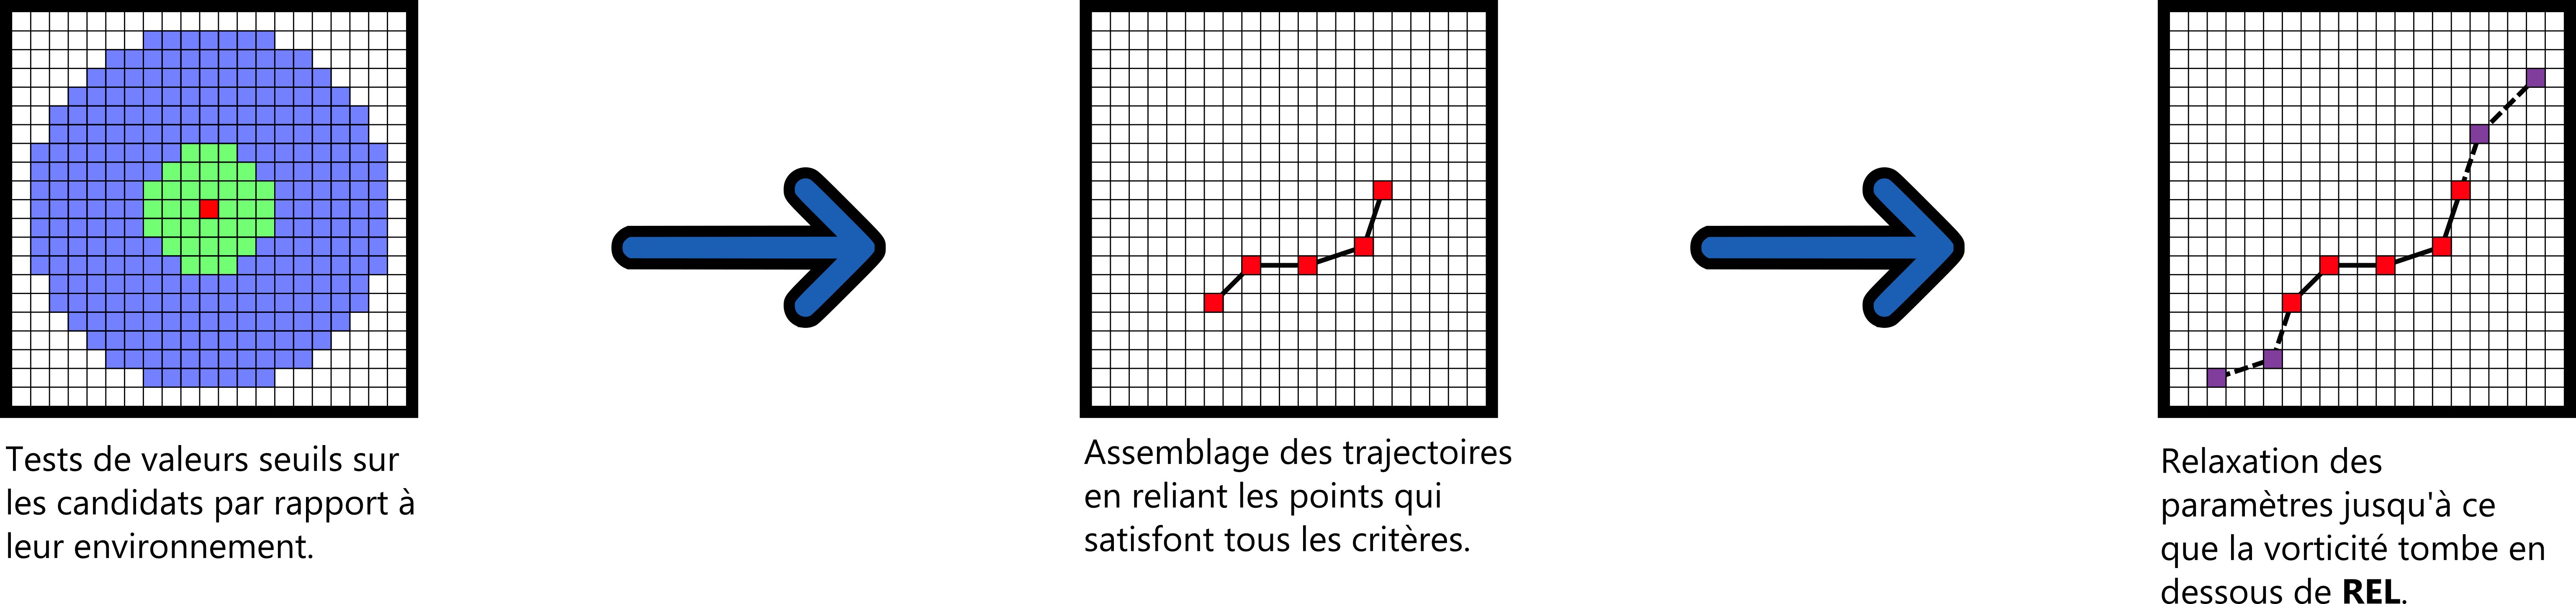 Tests de valeurs seuils sur
les candidats par rapport à
leur environnement.
Assemblage des trajectoires
en reliant les points qui
satisfont tous les critères.
Relaxation des
paramètres jusqu'à ce
que la vorticité tombe en
dessous de REL.